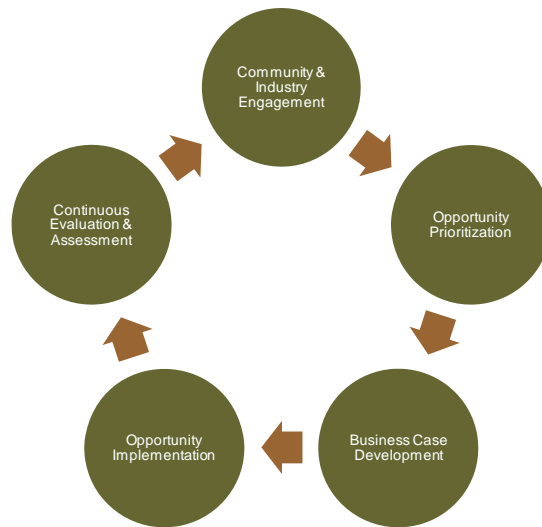 Community &
Industry
Engagement
Opportunity
Prioritization
Business Case
Development
Opportunity
Implementation
Continuous
Evaluation &
Assessment